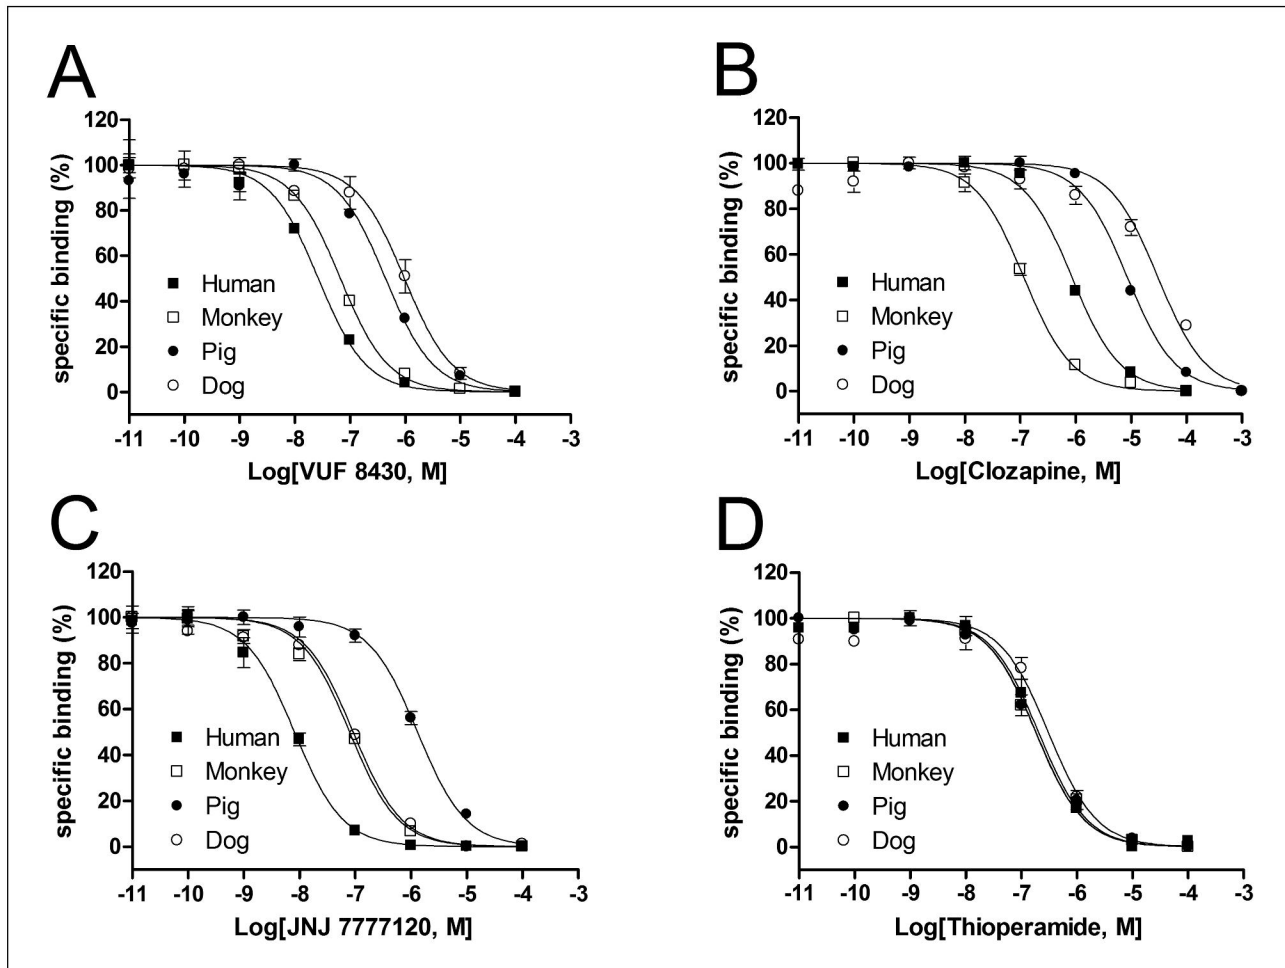 A
specific binding (%)
120
100
80
60
40
20
0
Human
Monkey
Pig
Dog
-11 -10 -9 -8 -7 -6 -5 -4 -3
Log[VUF 8430, M]
B
specific binding (%)
120
100
80
60
40
20
0
Human
Monkey
Pig
Dog
-11 -10 -9 -8 -7 -6 -5 -4 -3
Log[Clozapine, M]
C
specific binding (%)
120
100
80
60
40
20
0
Human
Monkey
Pig
Dog
-11 -10 -9 -8 -7 -6 -5 -4 -3
Log[JNJ 7777120, M]
D
specific binding (%)
120
100
80
60
40
20
0
Human
Monkey
Pig
Dog
-11 -10 -9 -8 -7 -6 -5 -4 -3
Log[Thioperamide, M]